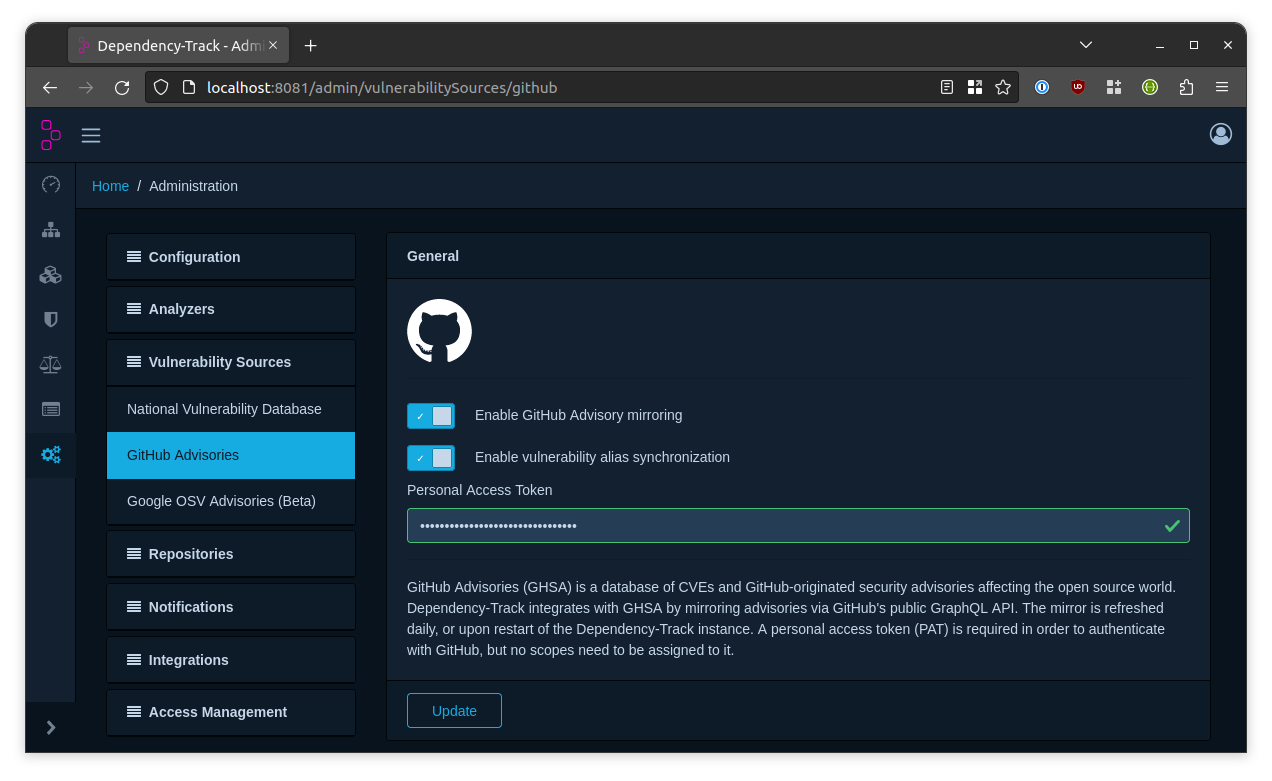 Dependency-Track - Admi
localhost:8081/admin/vulnerabilitySources/github
Home / Administration
Configuration
Analyzers
Vulnerability Sources
National Vulnerability Database
GitHub Advisories
Google OSV Advisories (Beta)
Repositories
Notifications
Integrations
Access Management
General
Enable GitHub Advisory mirroring
Enable vulnerability alias synchronization
Personal Access Token
••••••••••••••••••••••••••••••••
GitHub Advisories (GHSA) is a database of CVEs and GitHub-originated security advisories affecting the open source world.
Dependency-Track integrates with GHSA by mirroring advisories via GitHub's public GraphQL API. The mirror is refreshed
daily, or upon restart of the Dependency-Track instance. A personal access token (PAT) is required in order to authenticate
with GitHub, but no scopes need to be assigned to it.
Update